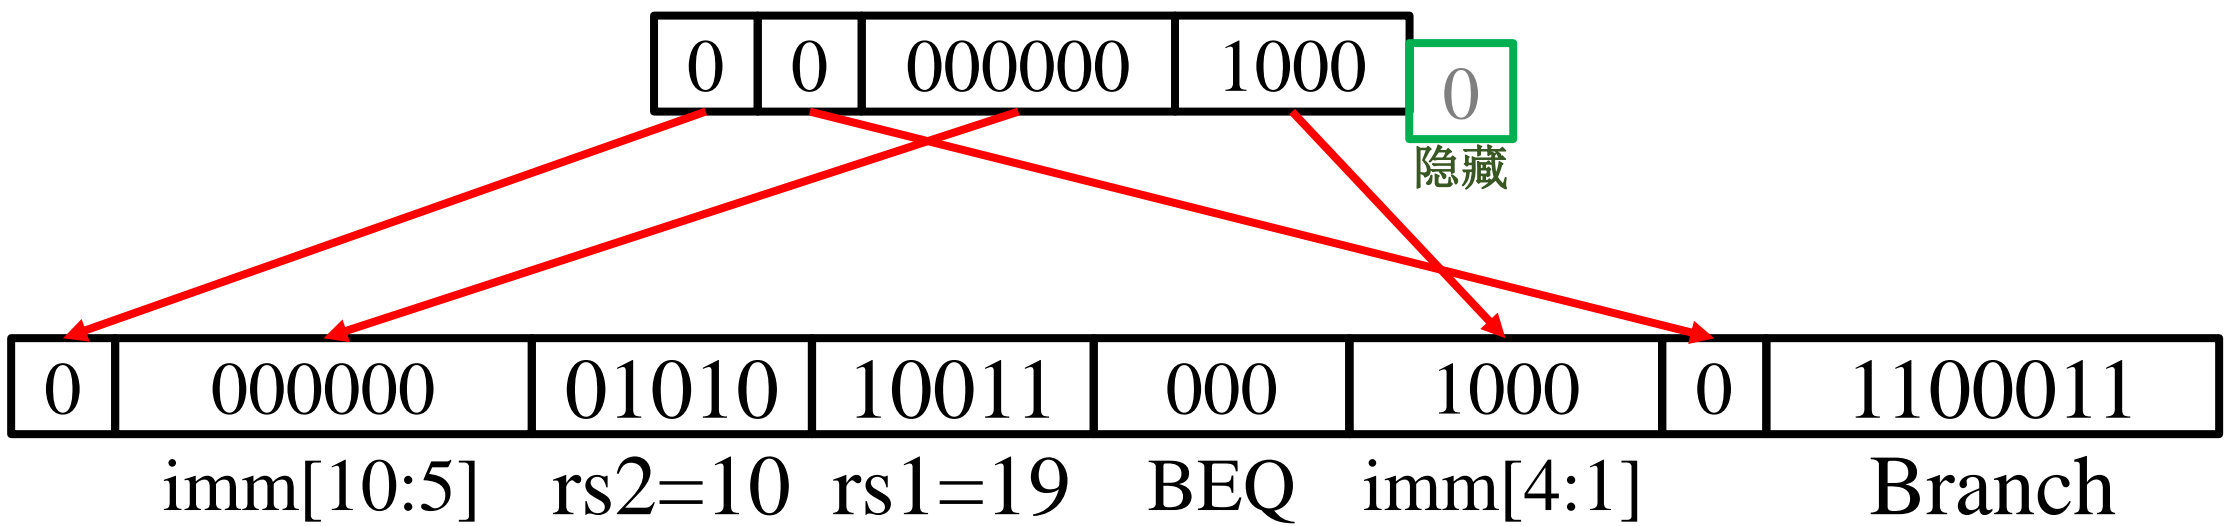 0 0 000000 1000 0
隐藏
0 000000 01010 10011 000 1000 0 1100011
imm[10:5] rs2=10 rs1=19 BEQ imm[4:1] Branch